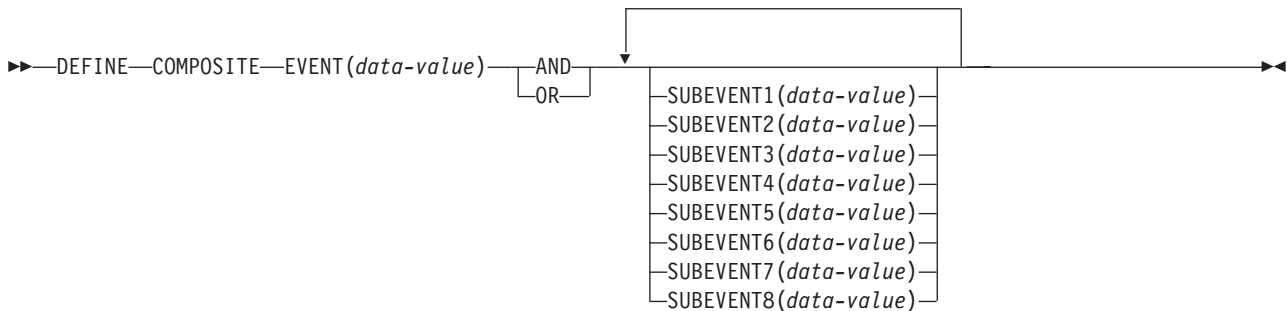 DEFINE COMPOSITE EVENT(data-value) AND
OR
SUBEVENT1(data-value)
SUBEVENT2(data-value)
SUBEVENT3(data-value)
SUBEVENT4(data-value)
SUBEVENT5(data-value)
SUBEVENT6(data-value)
SUBEVENT7(data-value)
SUBEVENT8(data-value)